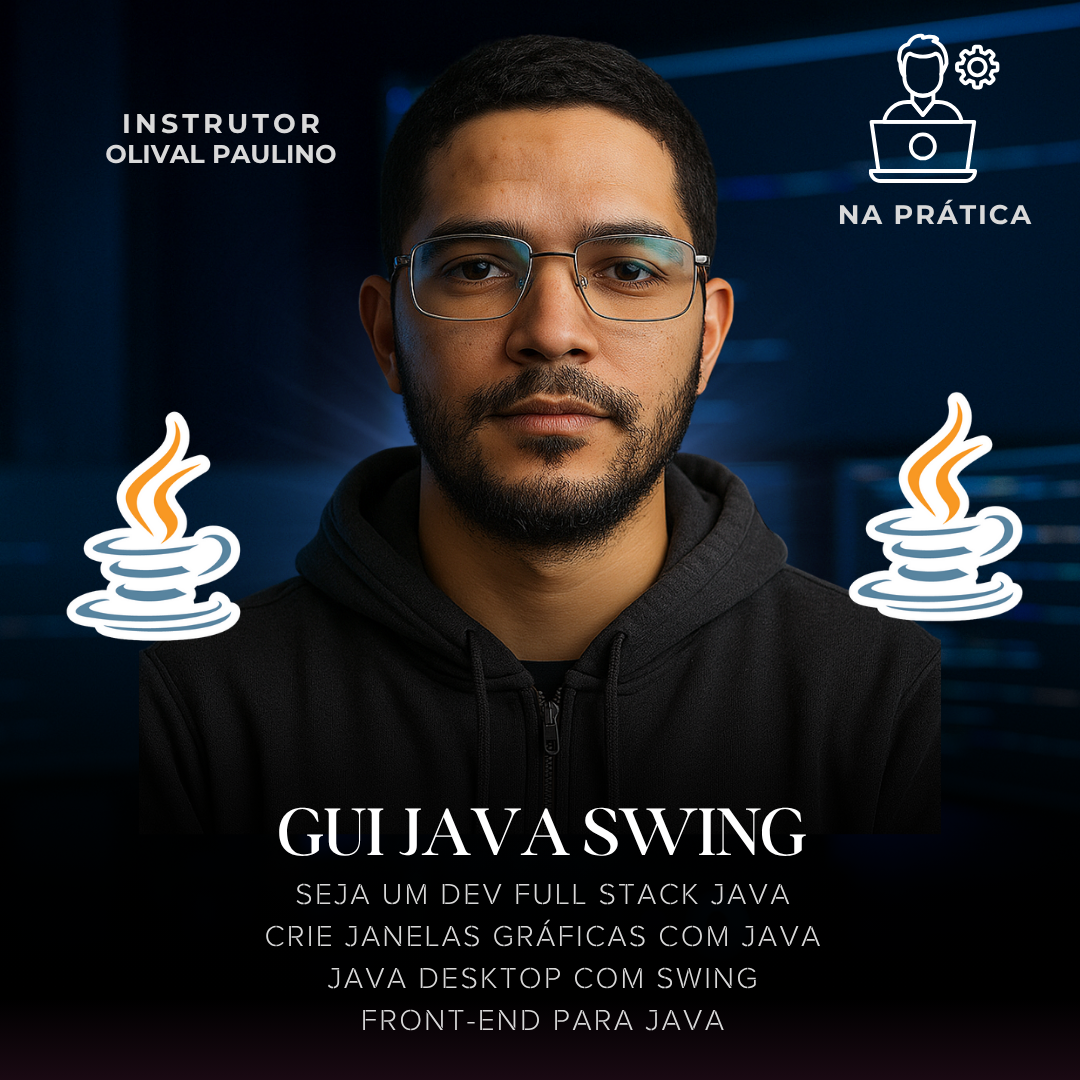 INSTRUTOR
OLIVAL PAULINO
NA PRÁTICA
GUI JAVA SWING
SEJA UM DEV FULL STACK JAVA
CRIE JANELAS GRÁFICAS COM JAVA
JAVA DESKTOP COM SWING
FRONT-END PARA JAVA